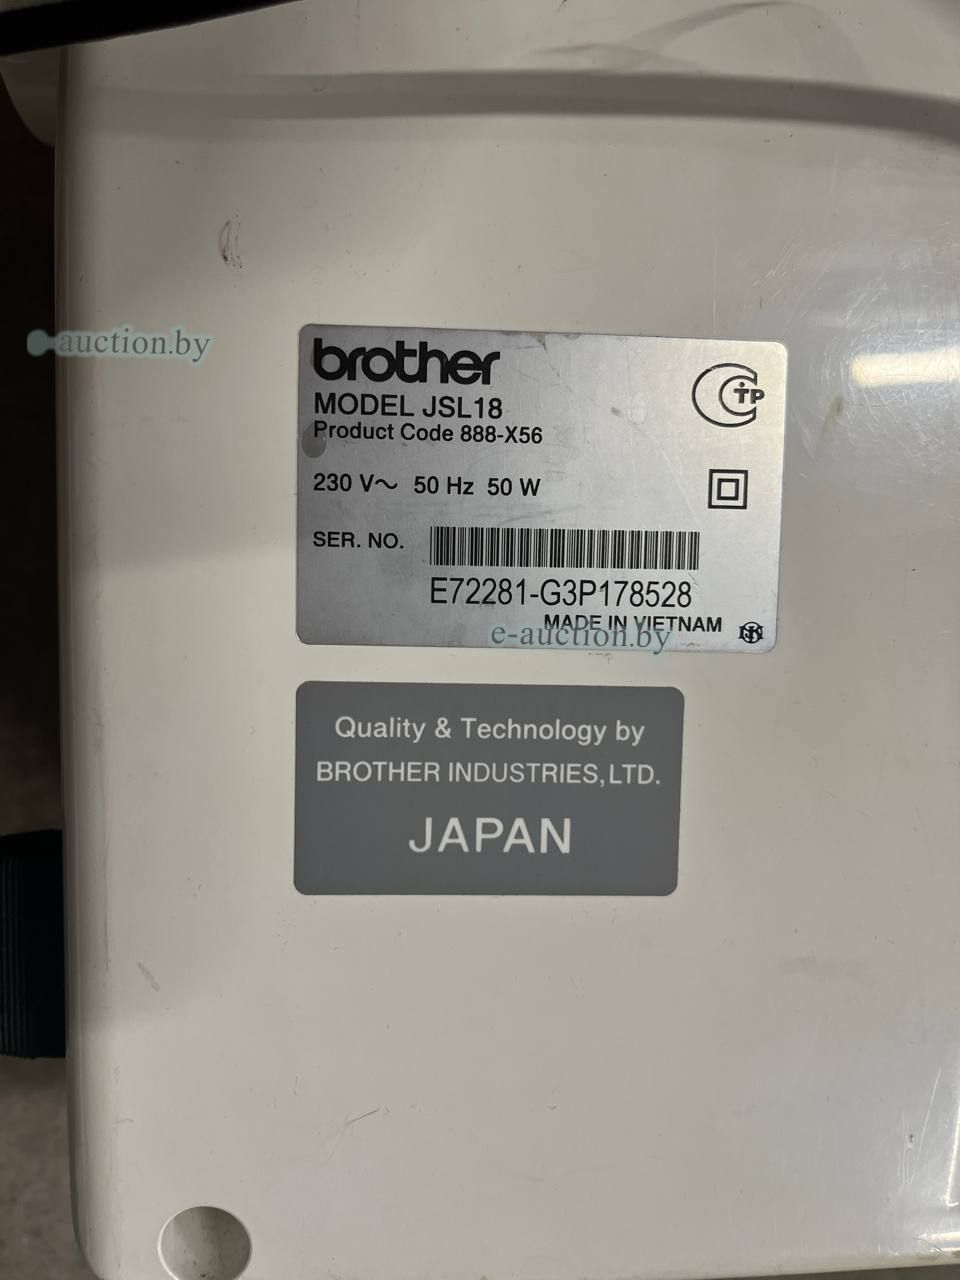 -auction.by
brother
MODEL JSL18
Product Code 888-X56
230 V~ 50 Hz 50 W
SER. NO.
E72281-G3P178528
MADE IN VIETNAM
e-auction.by
Quality & Technology by
BROTHER INDUSTRIES,LTD.
JAPAN